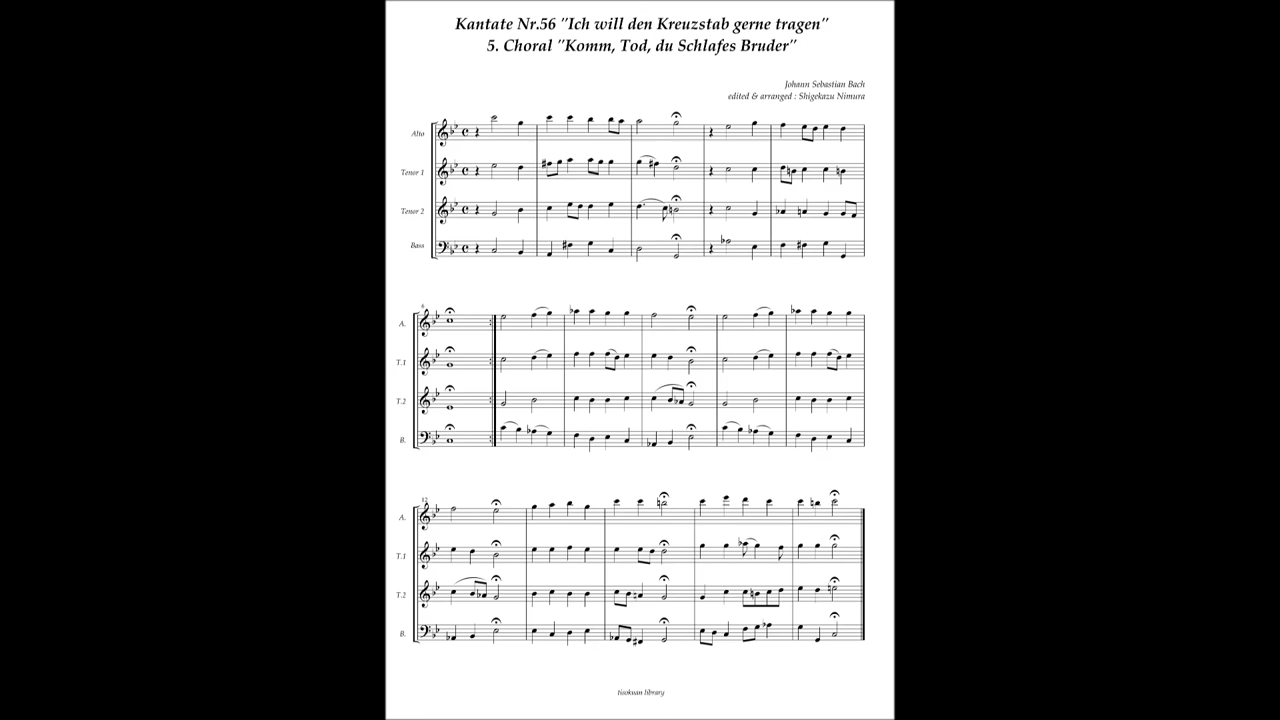 Kantate Nr.56 "Ich will den Kreuzstab gerne tragen"
5. Choral "Komm, Tod, du Schlafes Bruder"
Johann Sebastian Bach
edited & arranged : Shigekazu Nimura
Alto
Tenor 1
Tenor 2
Bass
6
A.
T.1
T.2
B.
12
A.
T.1
T.2
B.
tisokuan library